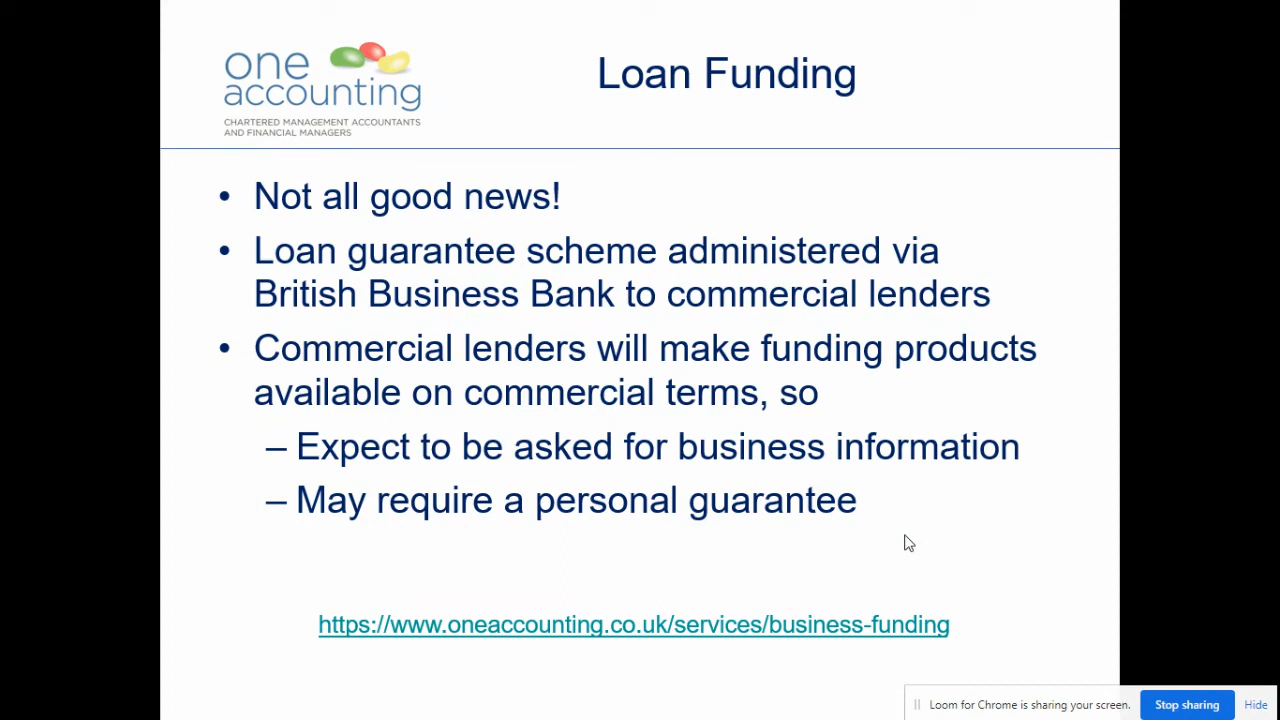 one
accounting
CHARTERED MANAGEMENT ACCOUNTANTS
AND FINANCIAL MANAGERS
Loan Funding
• Not all good news!
• Loan guarantee scheme administered via
British Business Bank to commercial lenders
• Commercial lenders will make funding products
available on commercial terms, so
– Expect to be asked for business information
– May require a personal guarantee
https://www.oneaccounting.co.uk/services/business-funding
Loom for Chrome is sharing your screen. Stop sharing Hide